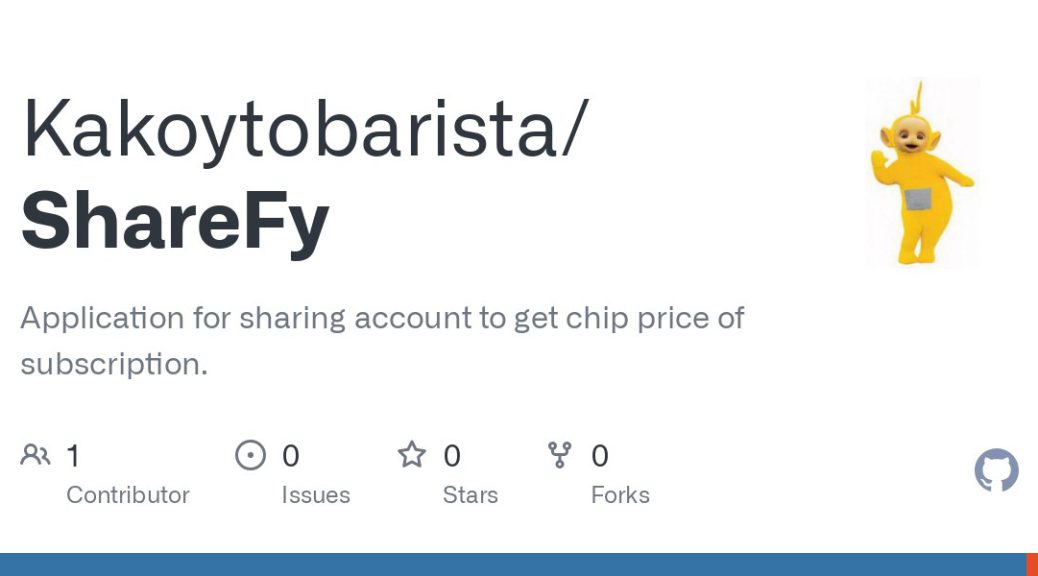 Kakoytobarista/
ShareFy
Application for sharing account to get chip price of
subscription.
1 0 0 0
Contributor Issues Stars Forks